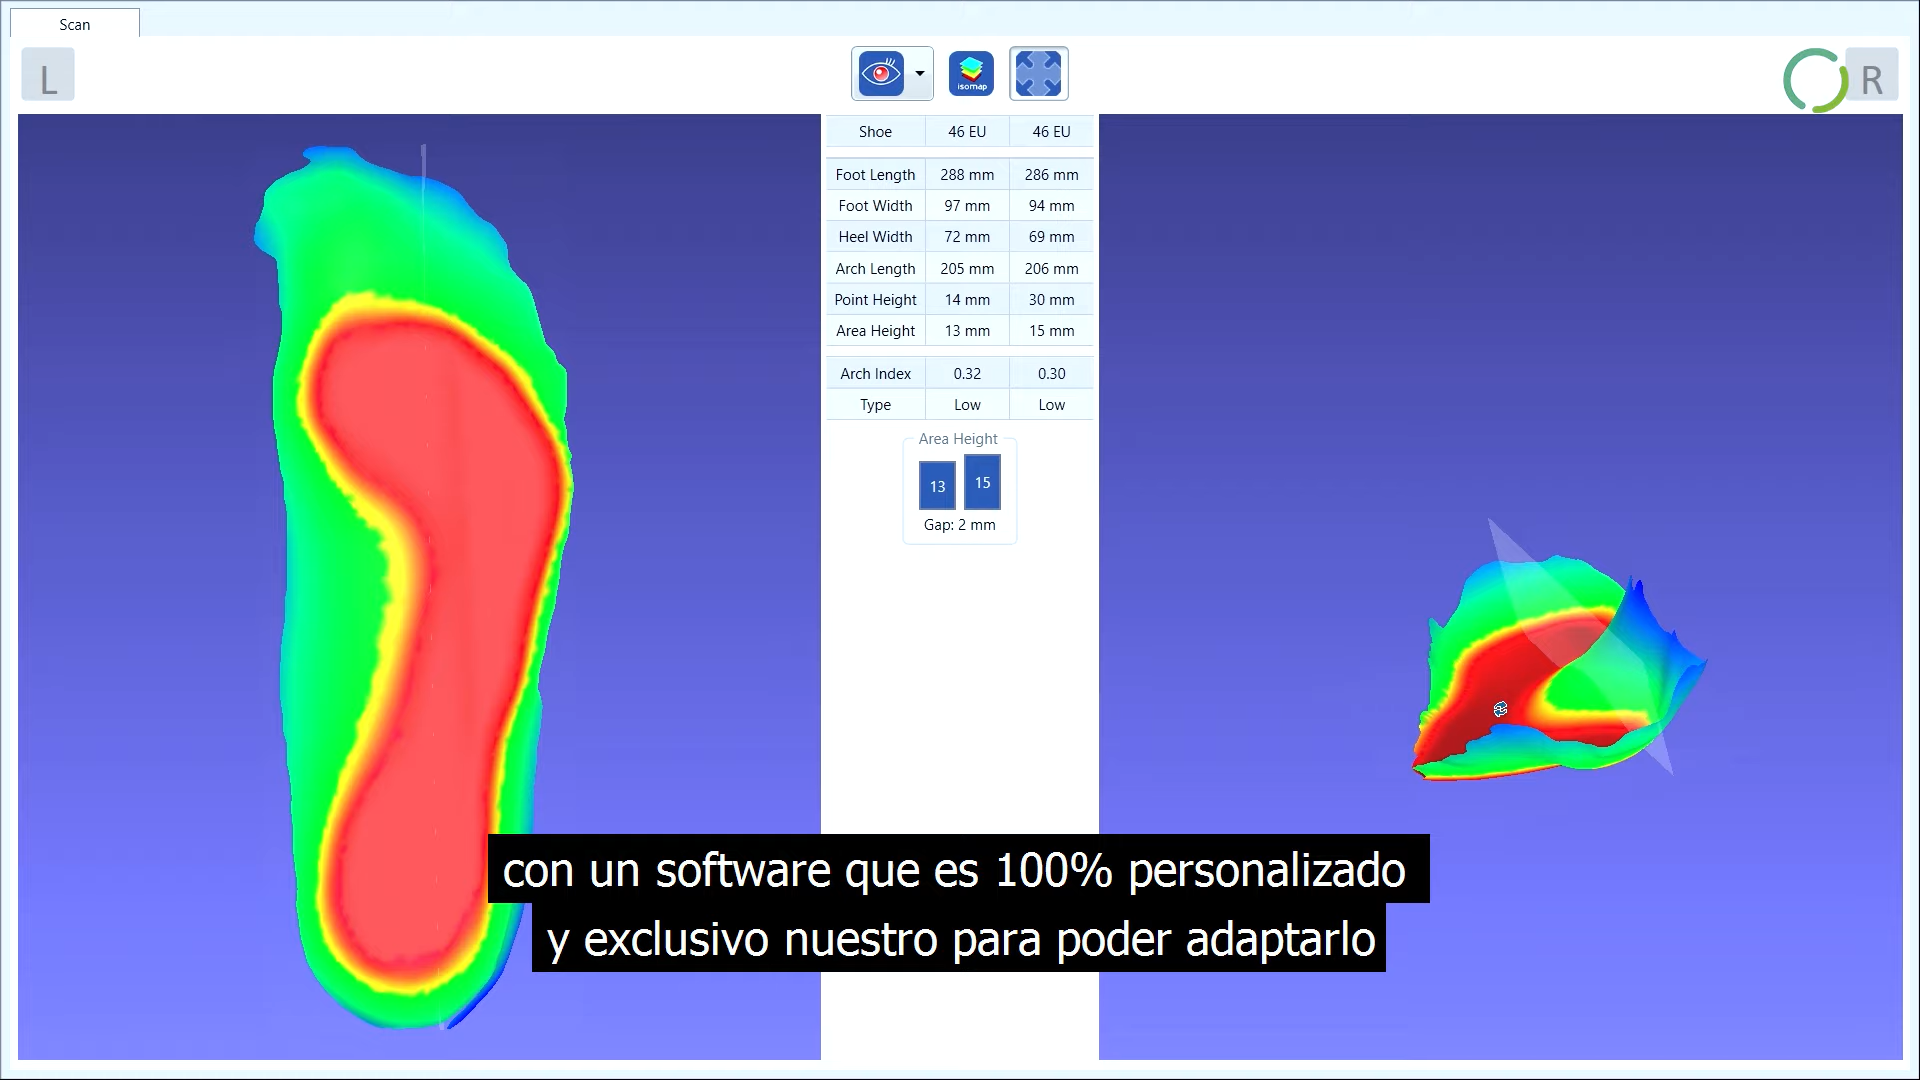 Scan
L
isomap
R
Shoe 46 EU 46 EU
Foot Length 288 mm 286 mm
Foot Width 97 mm 94 mm
Heel Width 72 mm 69 mm
Arch Length 205 mm 206 mm
Point Height 14 mm 30 mm
Area Height 13 mm 15 mm
Arch Index 0.32 0.30
Type Low Low
Area Height
13 15
Gap: 2 mm
con un software que es 100% personalizado
y exclusivo nuestro para poder adaptarlo